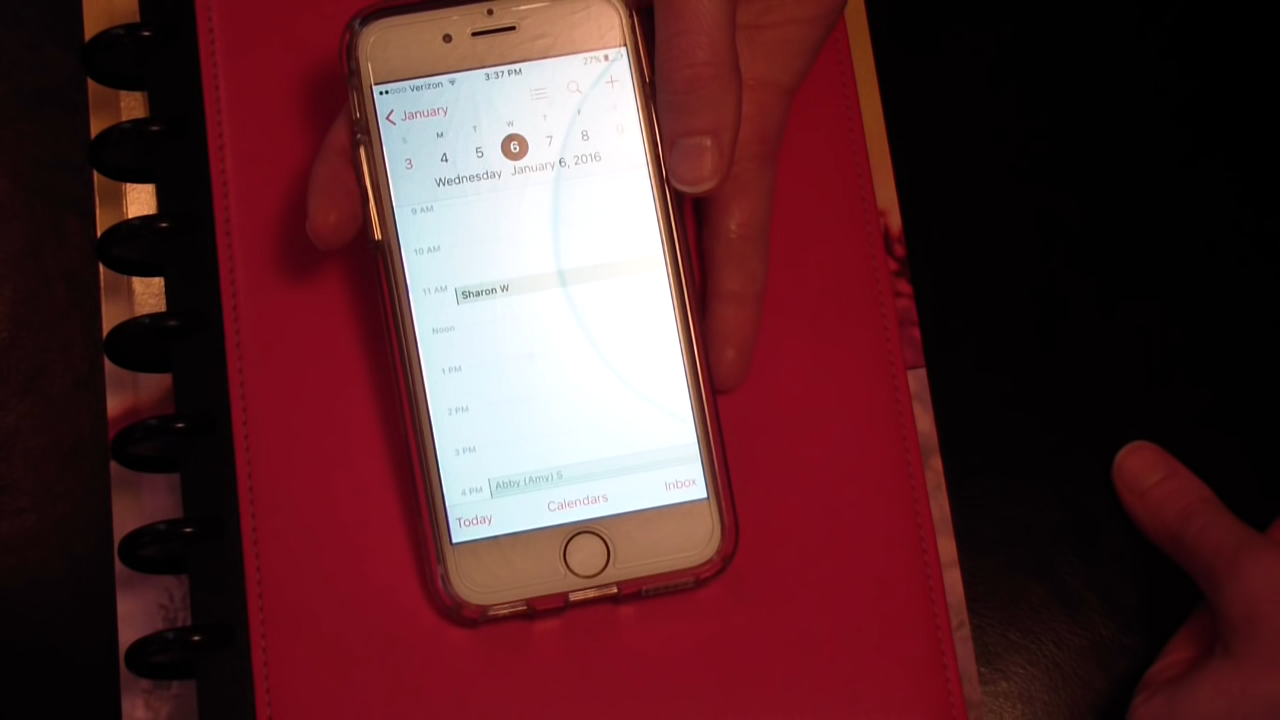 Verizon 3:37 PM 27%
January
S M T W T F
3 4 5 6 7 8 9
Wednesday January 6, 2016
9 AM
10 AM
11 AM Sharon W
Noon
1 PM
2 PM
3 PM
4 PM Abby (Amy) S
Today Calendars Inbox